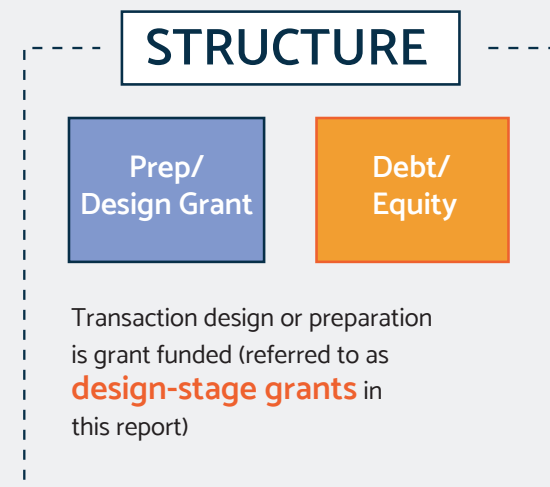 STRUCTURE
Prep/
Design Grant
Debt/
Equity
Transaction design or preparation
is grant funded (referred to as
design-stage grants in
this report)